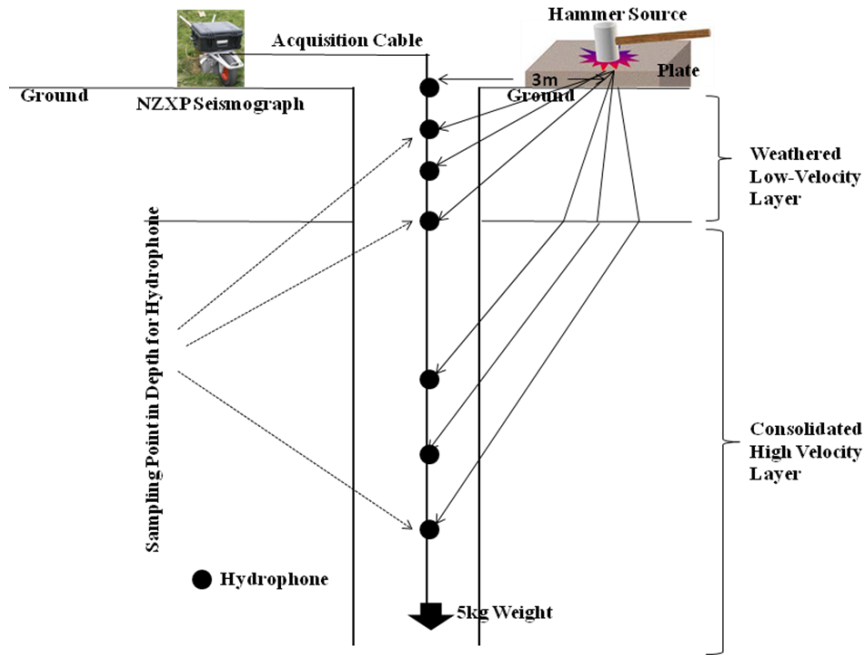 Hammer Source
Acquisition Cable
3m
Plate
Ground
NZXP Seismograph
Ground
Weathered
Low-Velocity
Layer
Sampling Point in Depth for Hydrophone
Consolidated
High Velocity
Layer
Hydrophone
5kg Weight